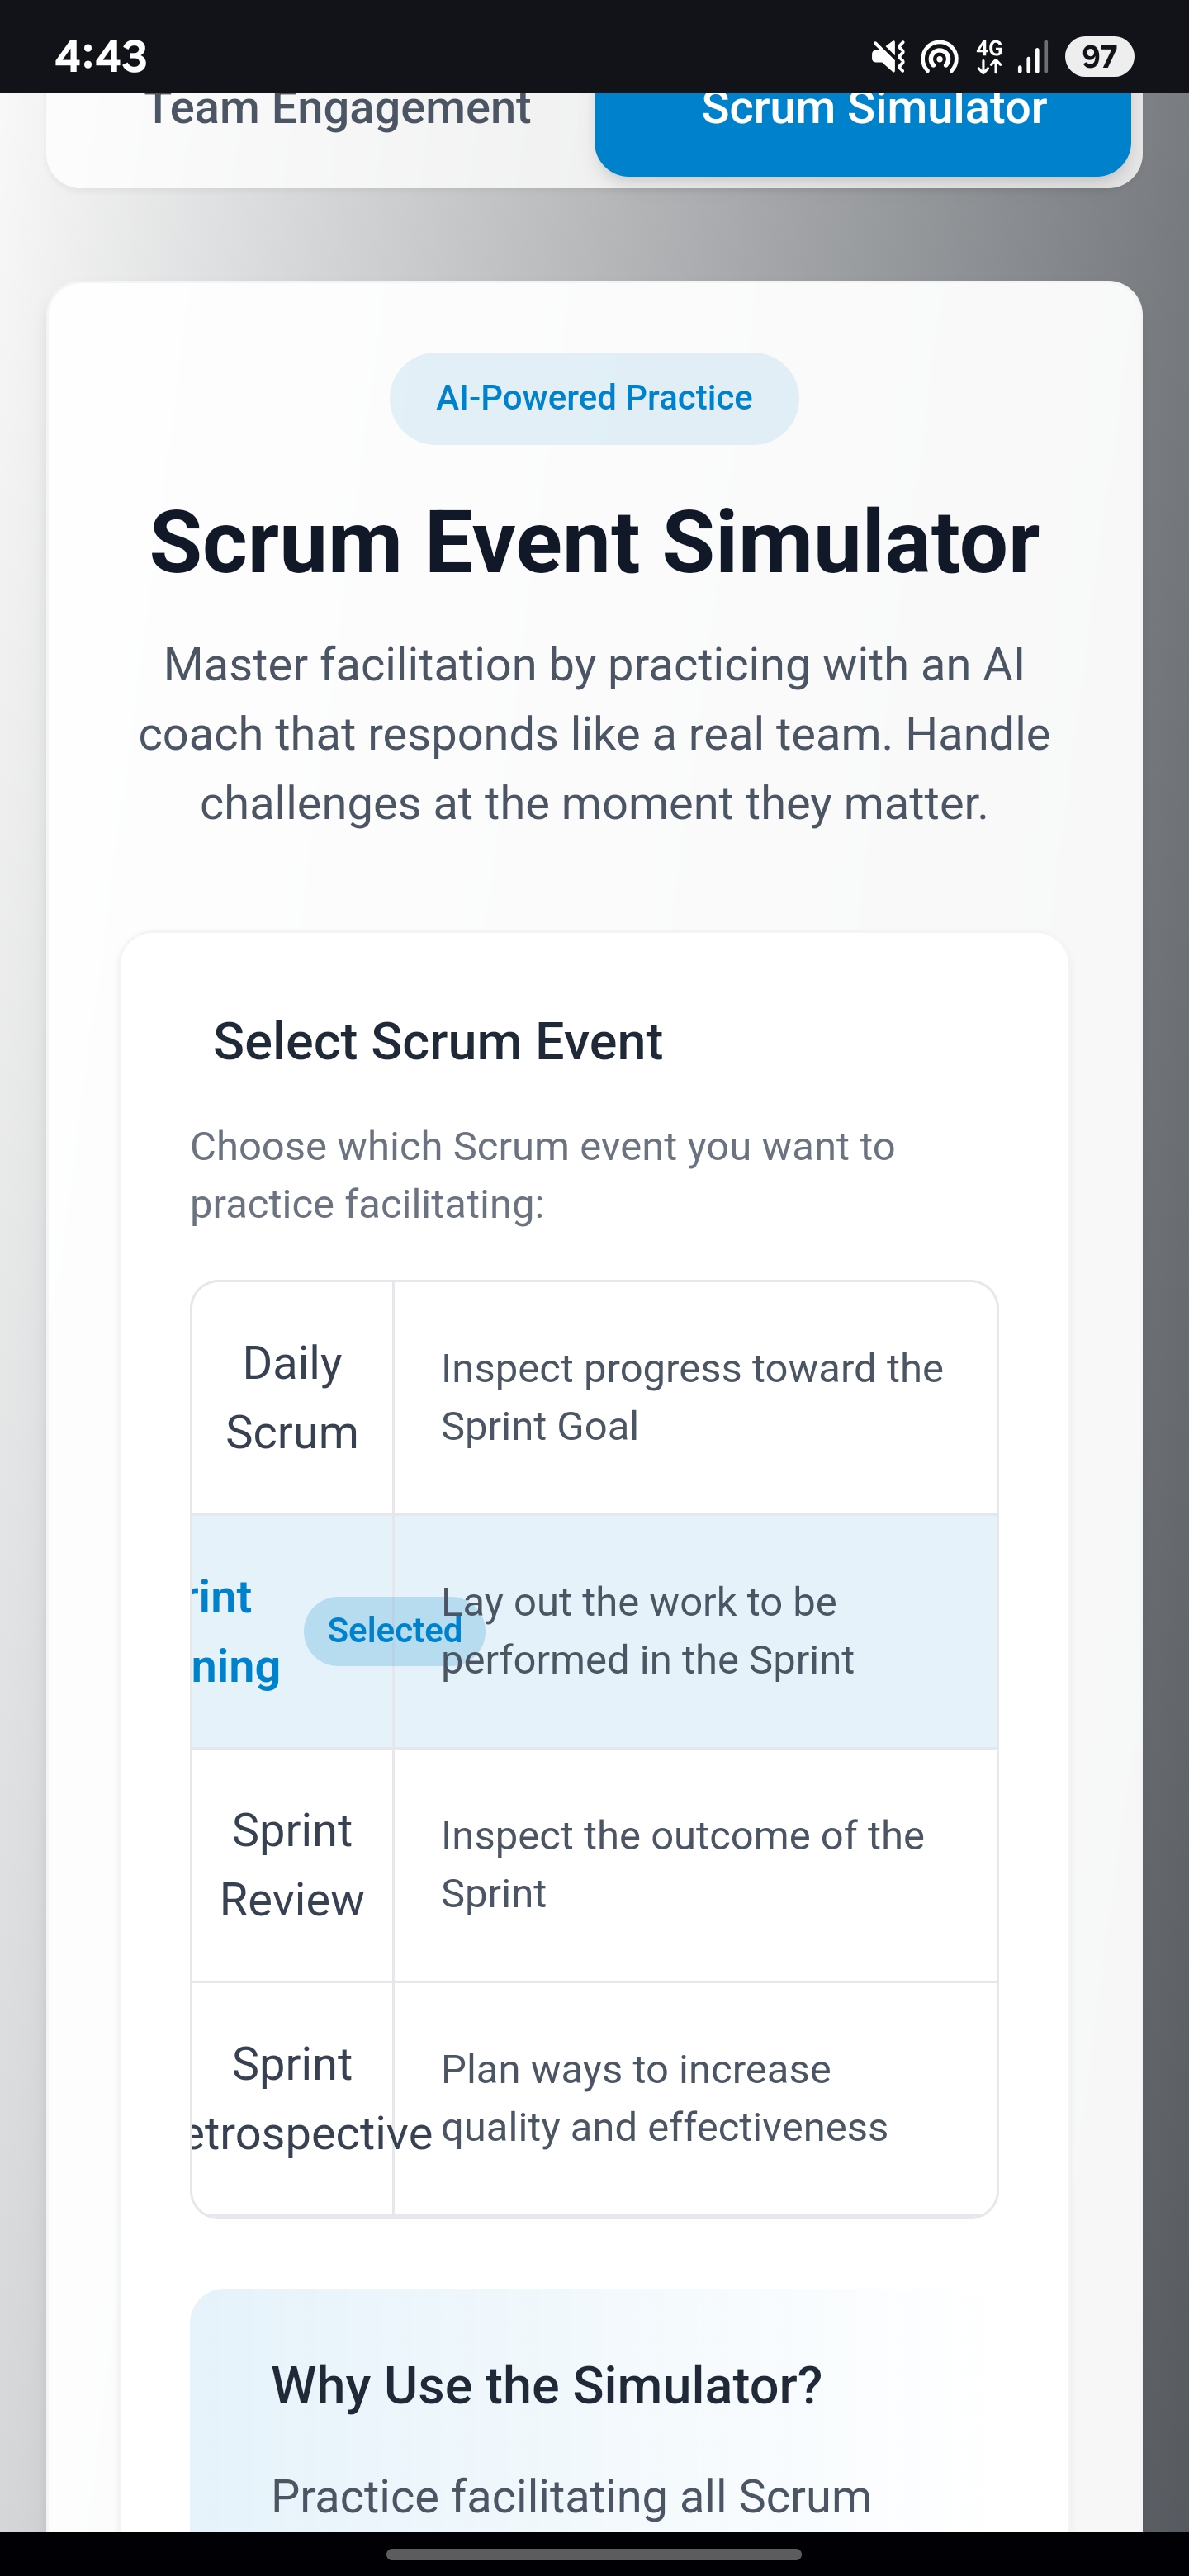 4:43
4G
97
Team Engagement
Scrum Simulator
AI-Powered Practice
Scrum Event Simulator
Master facilitation by practicing with an AI
coach that responds like a real team. Handle
challenges at the moment they matter.
Select Scrum Event
Choose which Scrum event you want to
practice facilitating:
Daily
Scrum
Inspect progress toward the
Sprint Goal
rint
ning
Selected
Lay out the work to be
performed in the Sprint
Sprint
Review
Inspect the outcome of the
Sprint
Sprint
etrospective
Plan ways to increase
quality and effectiveness
Why Use the Simulator?
Practice facilitating all Scrum